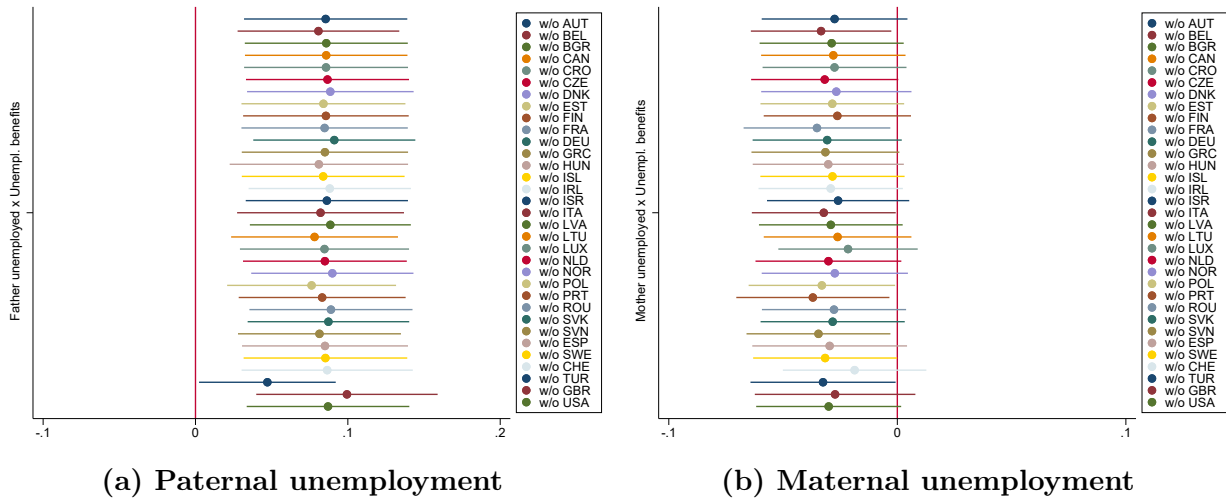 Father unemployed x Unempl. benefits
w/o AUT
w/o BEL
w/o BGR
w/o CAN
w/o CRO
w/o CZE
w/o DNK
w/o EST
w/o FIN
w/o FRA
w/o DEU
w/o GRC
w/o HUN
w/o ISL
w/o IRL
w/o ISR
w/o ITA
w/o LVA
w/o LTU
w/o LUX
w/o NLD
w/o NOR
w/o POL
w/o PRT
w/o ROU
w/o SVK
w/o SVN
w/o ESP
w/o SWE
w/o CHE
w/o TUR
w/o GBR
w/o USA
-.1 0 .1 .2
(a) Paternal unemployment
Mother unemployed x Unempl. benefits
w/o AUT
w/o BEL
w/o BGR
w/o CAN
w/o CRO
w/o CZE
w/o DNK
w/o EST
w/o FIN
w/o FRA
w/o DEU
w/o GRC
w/o HUN
w/o ISL
w/o IRL
w/o ISR
w/o ITA
w/o LVA
w/o LTU
w/o LUX
w/o NLD
w/o NOR
w/o POL
w/o PRT
w/o ROU
w/o SVK
w/o SVN
w/o ESP
w/o SWE
w/o CHE
w/o TUR
w/o GBR
w/o USA
-.1 0 .1
(b) Maternal unemployment